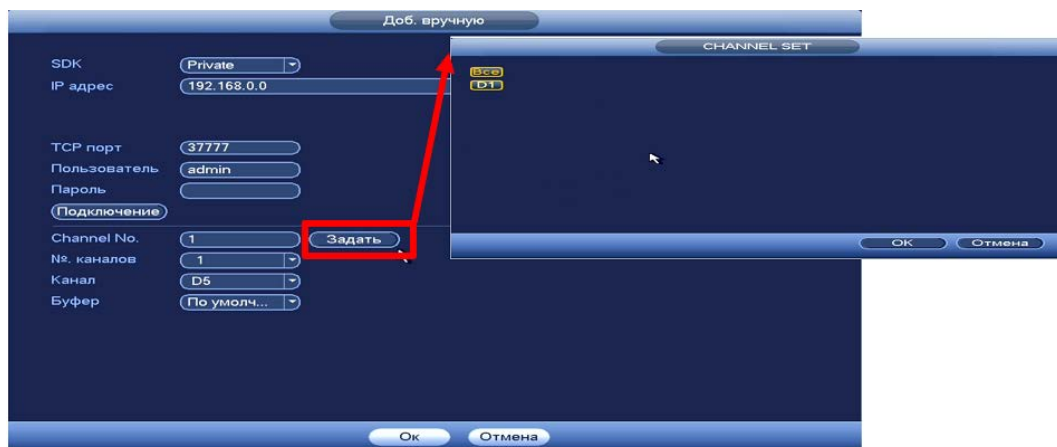 Доб. вручную
SDK Private
IP адрес 192.168.0.0
TCP порт 37777
Пользователь admin
Пароль
Подключение
Channel No. 1 Задать
№. каналов 1
Канал D5
Буфер По умолч...
Ок Отмена
CHANNEL SET
Все
D1
OK Отмена